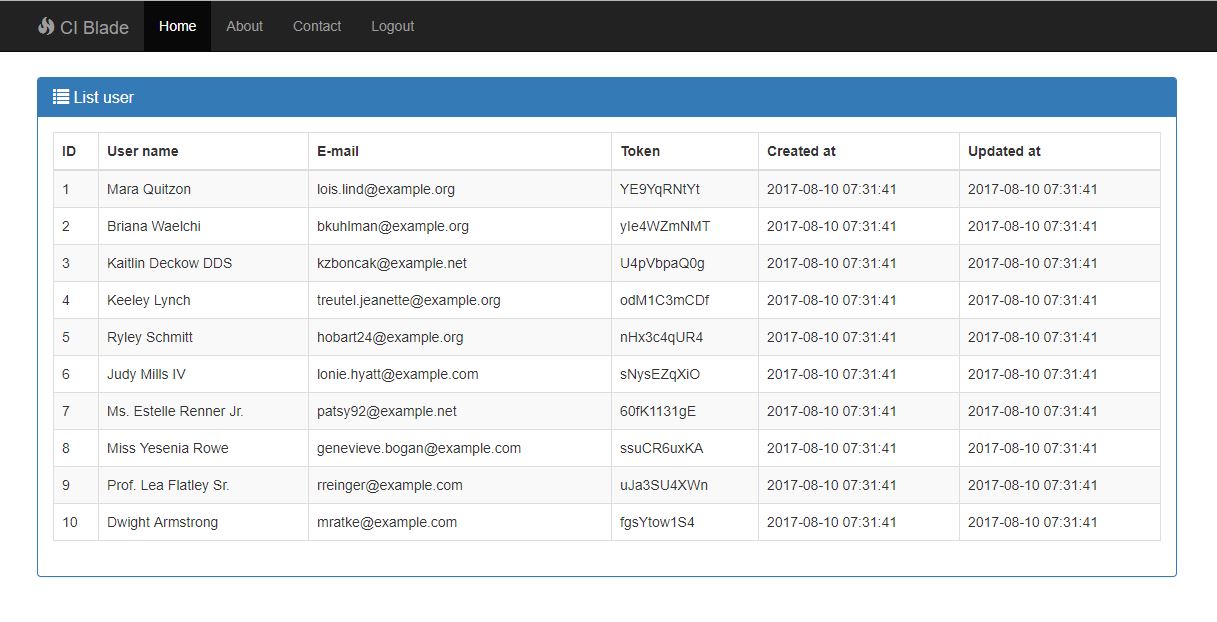 CI Blade Home About Contact Logout
List user
ID User name E-mail Token Created at Updated at
1 Mara Quitzon lois.lind@example.org YE9YqRNtYt 2017-08-10 07:31:41 2017-08-10 07:31:41
2 Briana Waelchi bkuhlman@example.org yIe4WZmNMT 2017-08-10 07:31:41 2017-08-10 07:31:41
3 Kaitlin Deckow DDS kzboncak@example.net U4pVbpaQ0g 2017-08-10 07:31:41 2017-08-10 07:31:41
4 Keeley Lynch treutel.jeanette@example.org odM1C3mCDf 2017-08-10 07:31:41 2017-08-10 07:31:41
5 Ryley Schmitt hobart24@example.org nHx3c4qUR4 2017-08-10 07:31:41 2017-08-10 07:31:41
6 Judy Mills IV lonie.hyatt@example.com sNysEZqXiO 2017-08-10 07:31:41 2017-08-10 07:31:41
7 Ms. Estelle Renner Jr. patsy92@example.net 60fK1131gE 2017-08-10 07:31:41 2017-08-10 07:31:41
8 Miss Yesenia Rowe genevieve.bogan@example.com ssuCR6uxKA 2017-08-10 07:31:41 2017-08-10 07:31:41
9 Prof. Lea Flatley Sr. rreinger@example.com uJa3SU4XWn 2017-08-10 07:31:41 2017-08-10 07:31:41
10 Dwight Armstrong mratke@example.com fgsYtow1S4 2017-08-10 07:31:41 2017-08-10 07:31:41